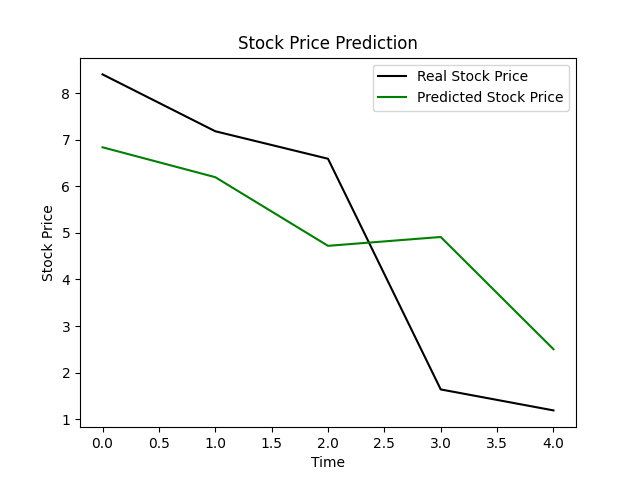 Stock Price Prediction
Real Stock Price
Predicted Stock Price
Stock Price
8
7
6
5
4
3
2
1
0.0 0.5 1.0 1.5 2.0 2.5 3.0 3.5 4.0
Time